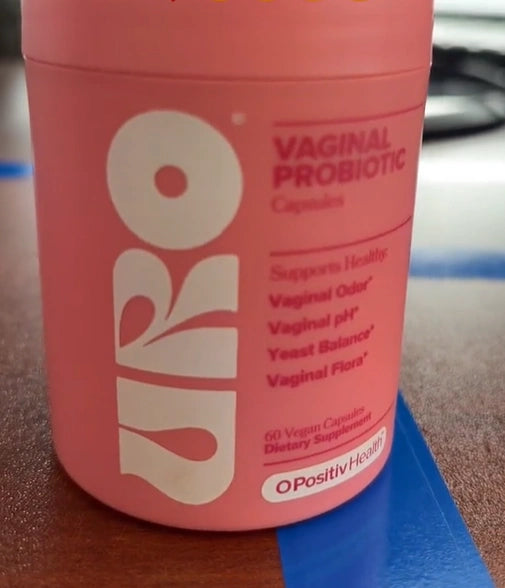 URO
VAGINAL
PROBIOTIC
Capsules
Supports Healthy
Vaginal Odor*
Vaginal pH*
Yeast Balance*
Vaginal Flora*
60 Vegan Capsules
Dietary Supplement
OPositivHealth